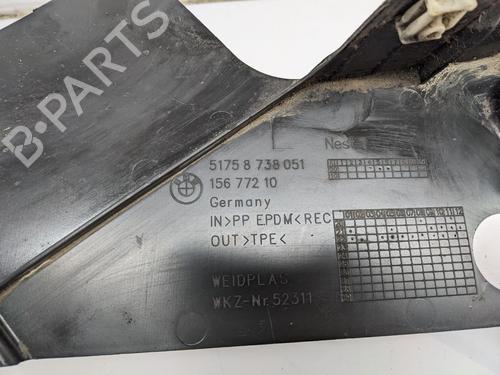 B-PARTS
Nes
5175 8 738 051
156 772 10
Germany
IN>PP EPDM<REC
OUT>TPE<
WEIDPLAS
WKZ-Nr.52311